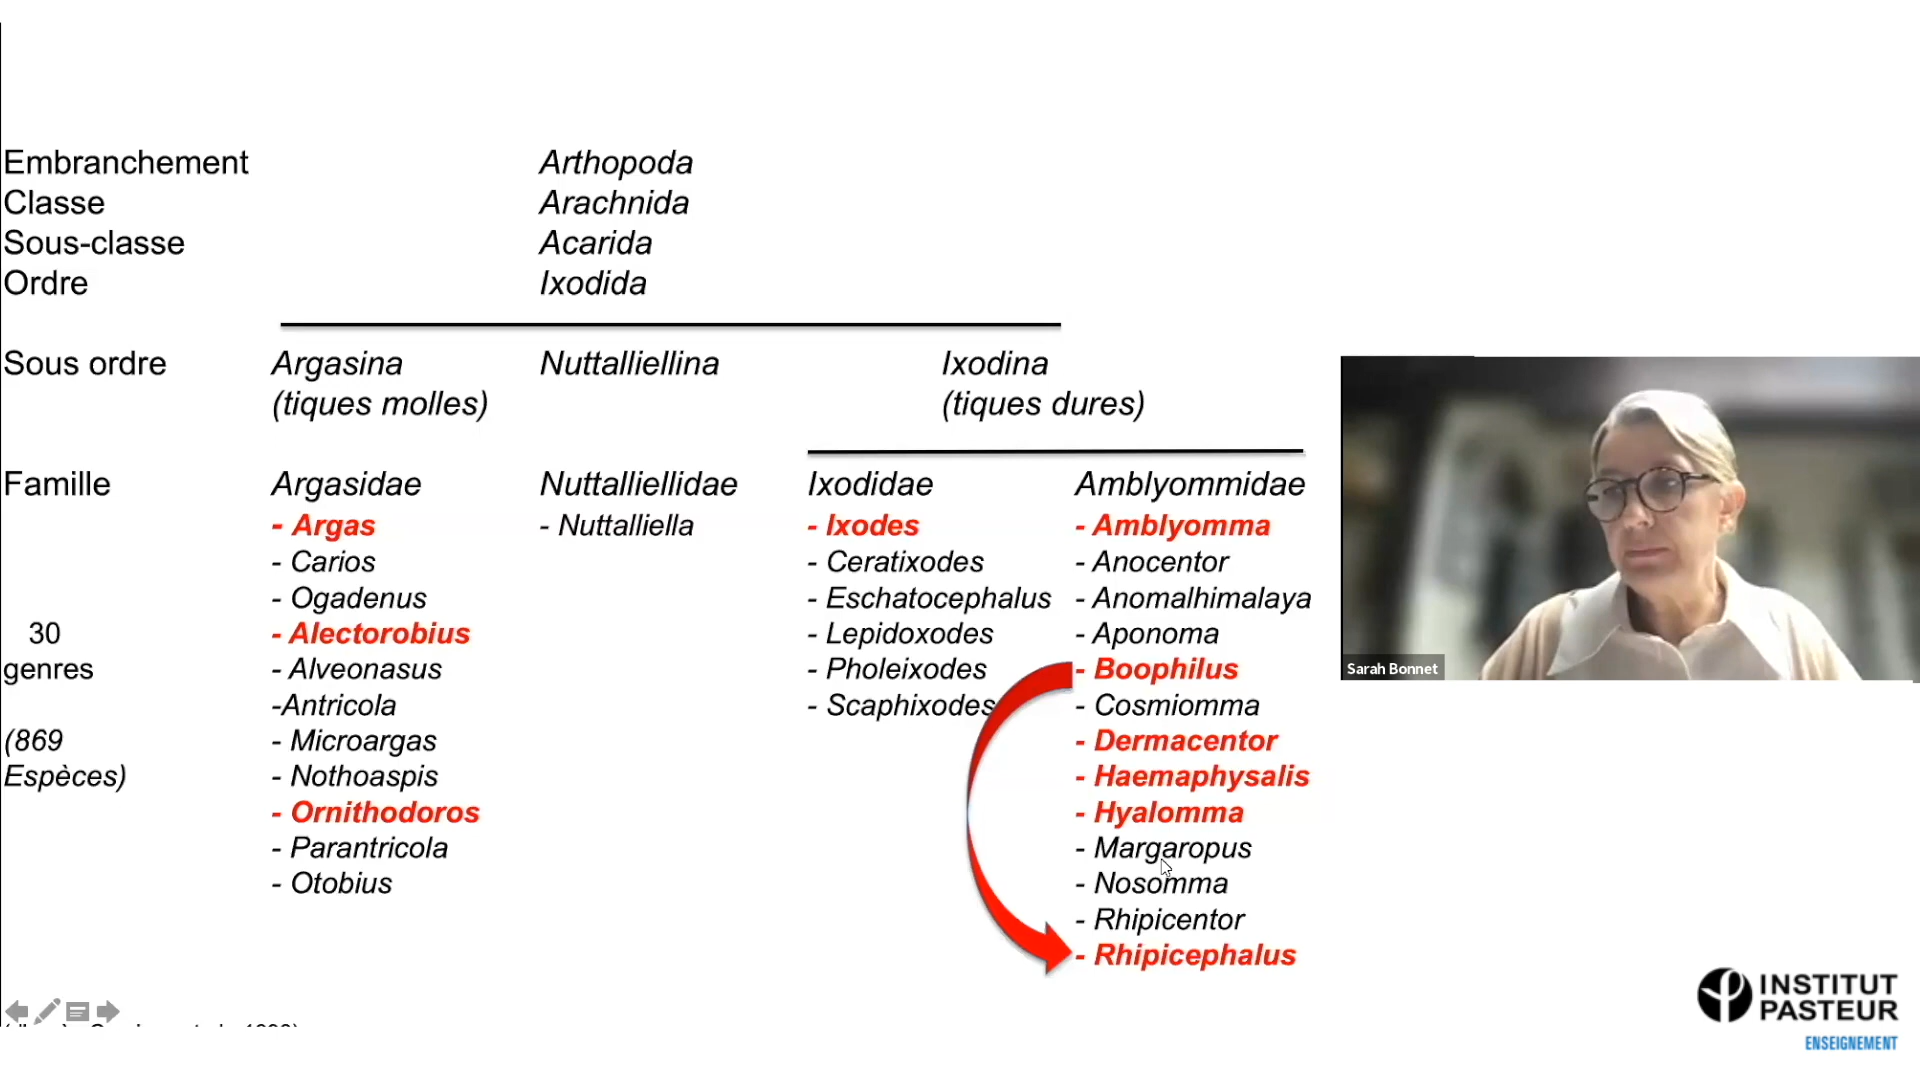 Embranchement Arthopoda
Classe Arachnida
Sous-classe Acarida
Ordre Ixodida
Sous ordre Argasina Nuttalliellina Ixodina
(tiques molles) (tiques dures)
Famille Argasidae Nuttalliellidae Ixodidae Amblyommidae
- Argas - Nuttalliella - Ixodes - Amblyomma
- Carios - Ceratixodes - Anocentor
- Ogadenus - Eschatocephalus - Anomalhimalaya
30 - Alectorobius - Lepidoxodes - Aponoma
genres - Alveonasus - Pholeixodes - Boophilus
-Antricola - Scaphixodes - Cosmiomma
(869 - Microargas - Dermacentor
Espèces) - Nothoaspis - Haemaphysalis
- Ornithodoros - Hyalomma
- Parantricola - Margaropus
- Otobius - Nosomma
- Rhipicentor
- Rhipicephalus
Sarah Bonnet
INSTITUT
PASTEUR
ENSEIGNEMENT